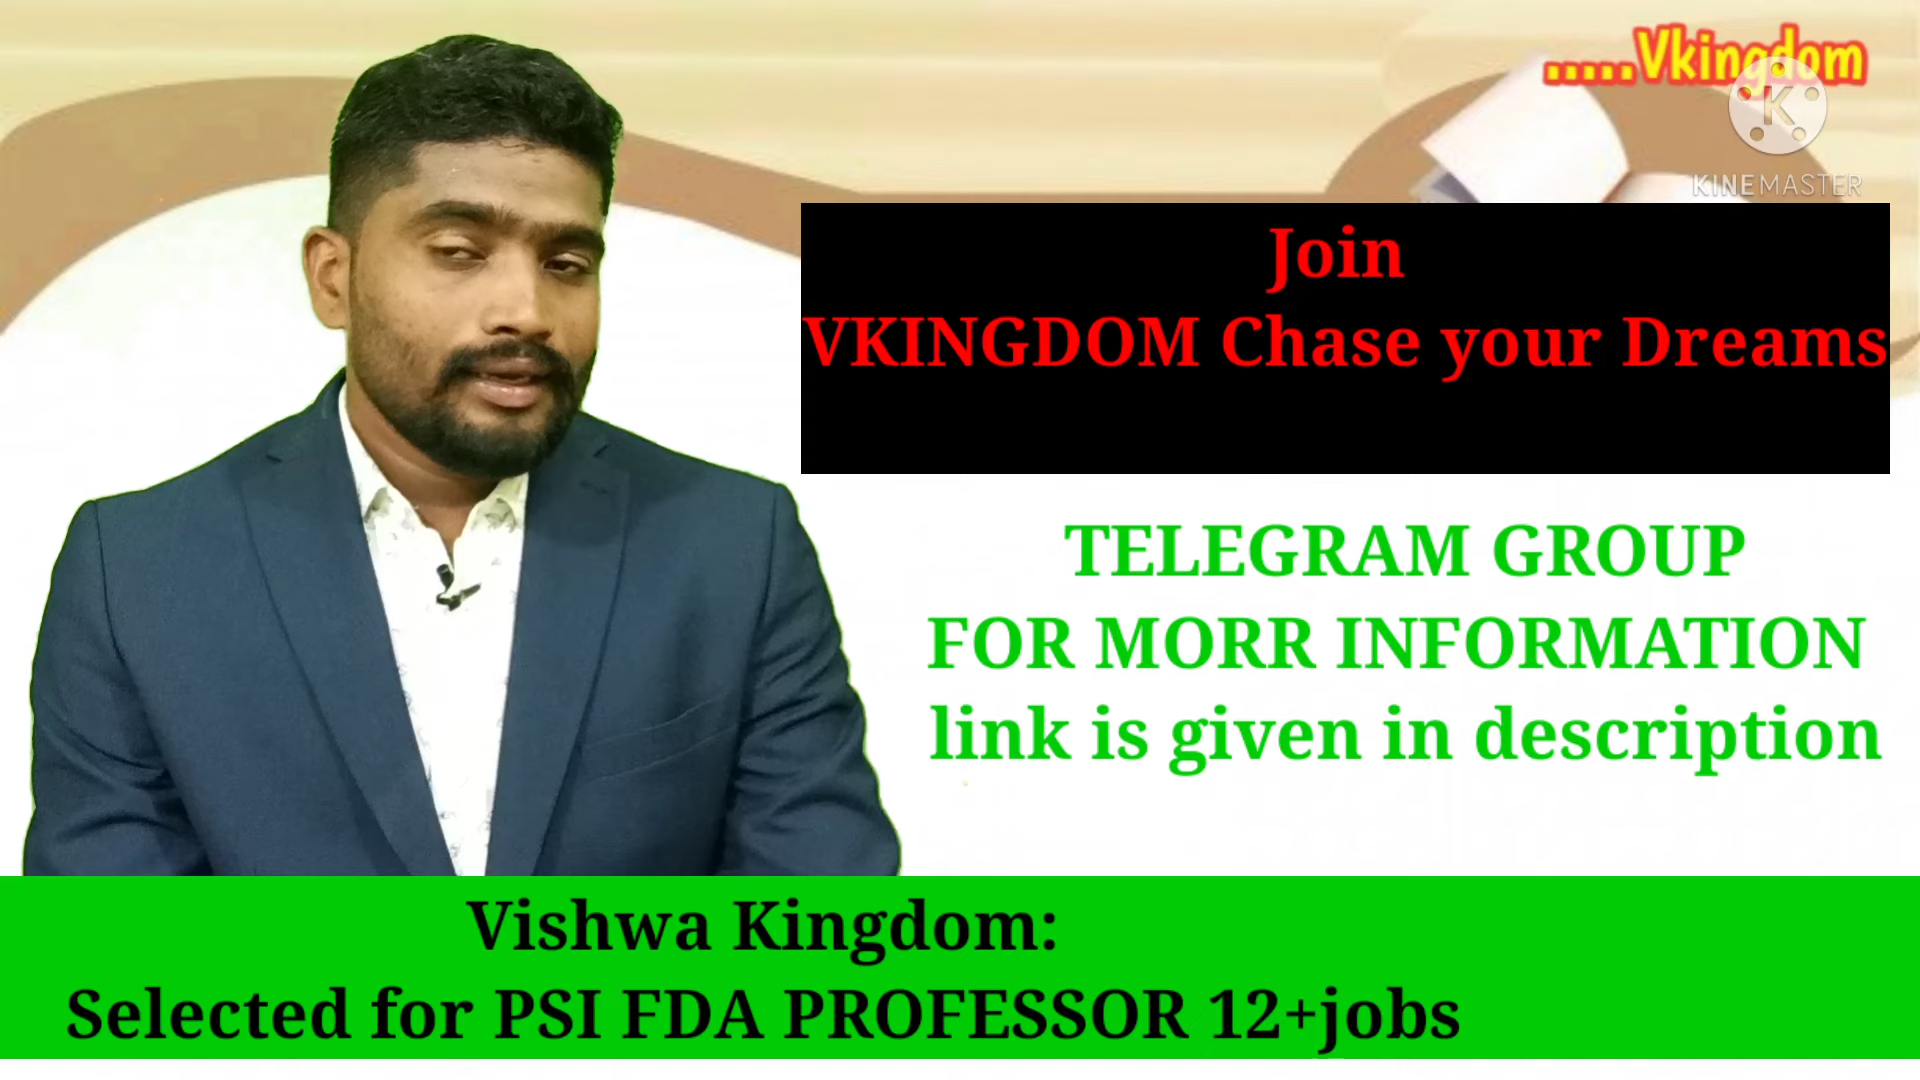 .....Vkingdom
K
KINEMASTER
Join
VKINGDOM Chase your Dreams
TELEGRAM GROUP
FOR MORR INFORMATION
link is given in description
Vishwa Kingdom:
Selected for PSI FDA PROFESSOR 12+jobs